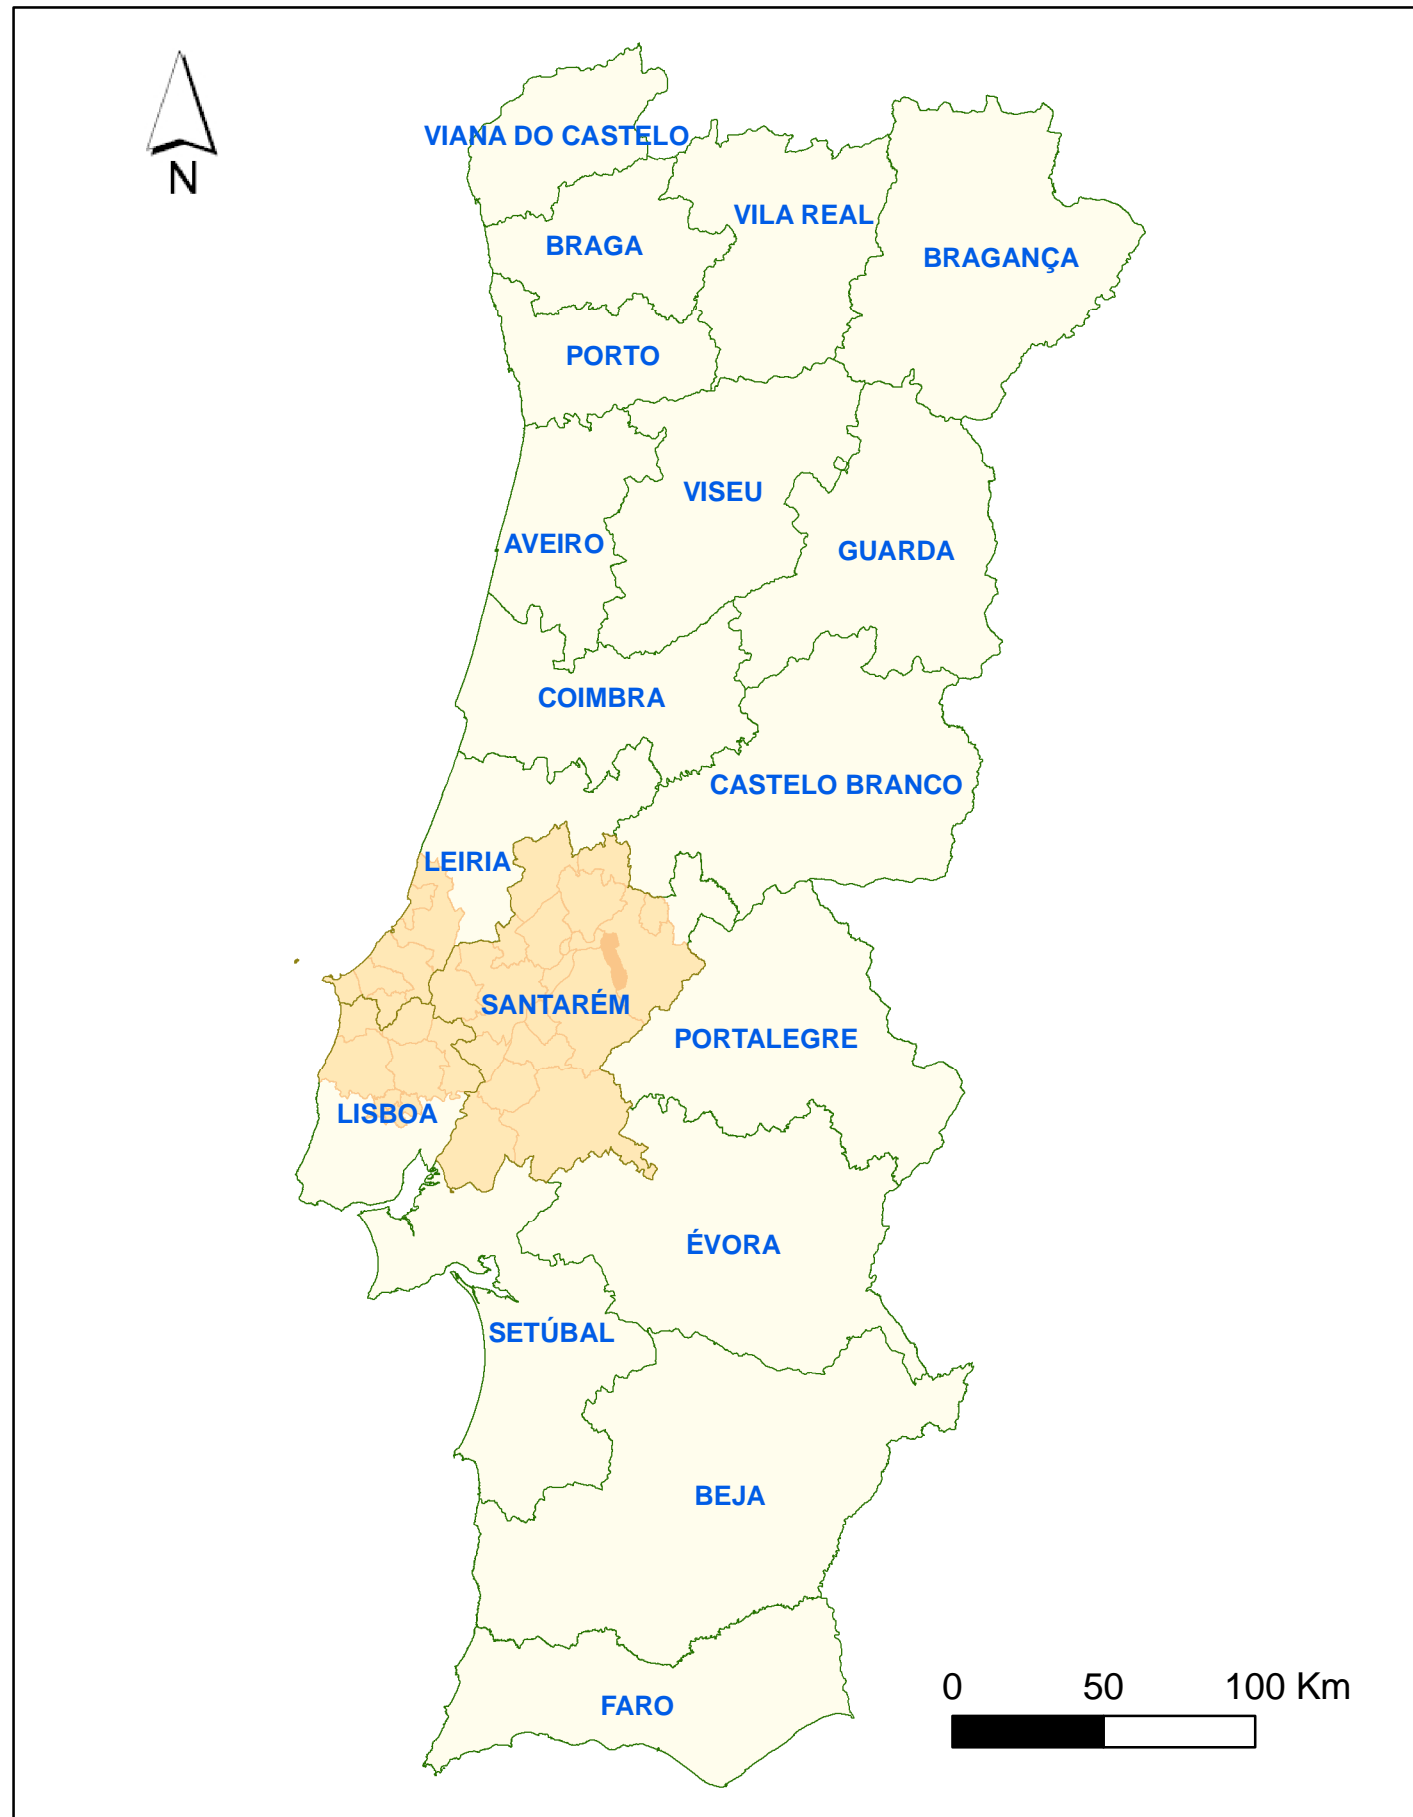 VIANA DO CASTELO
N
VILA REAL
BRAGA
BRAGANÇA
PORTO
VISEU
AVEIRO
GUARDA
COIMBRA
CASTELO BRANCO
LEIRIA
SANTARÉM
PORTALEGRE
LISBOA
ÉVORA
SETÚBAL
BEJA
0 50 100 Km
FARO